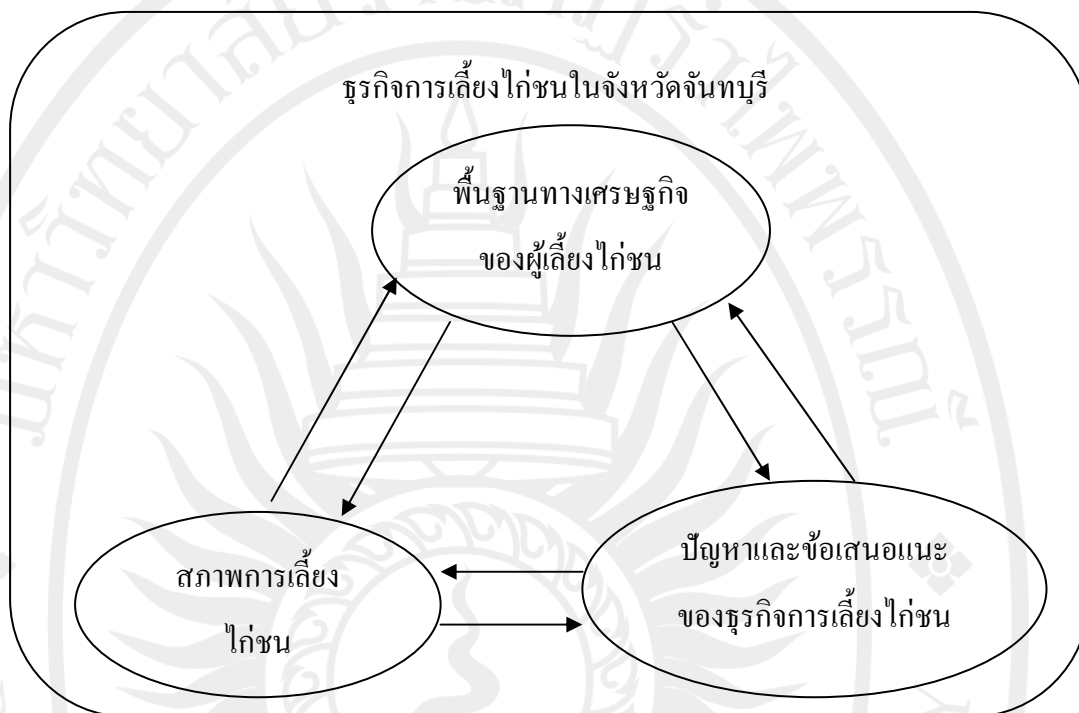 ธุรกิจการเลี้ยงไก่ชนในจังหวัดจันทบุรี
พื้นฐานทางเศรษฐกิจ
ของผู้เลี้ยงไก่ชน
สภาพการเลี้ยง
ไก่ชน
ปัญหาและข้อเสนอแนะ
ของธุรกิจการเลี้ยงไก่ชน